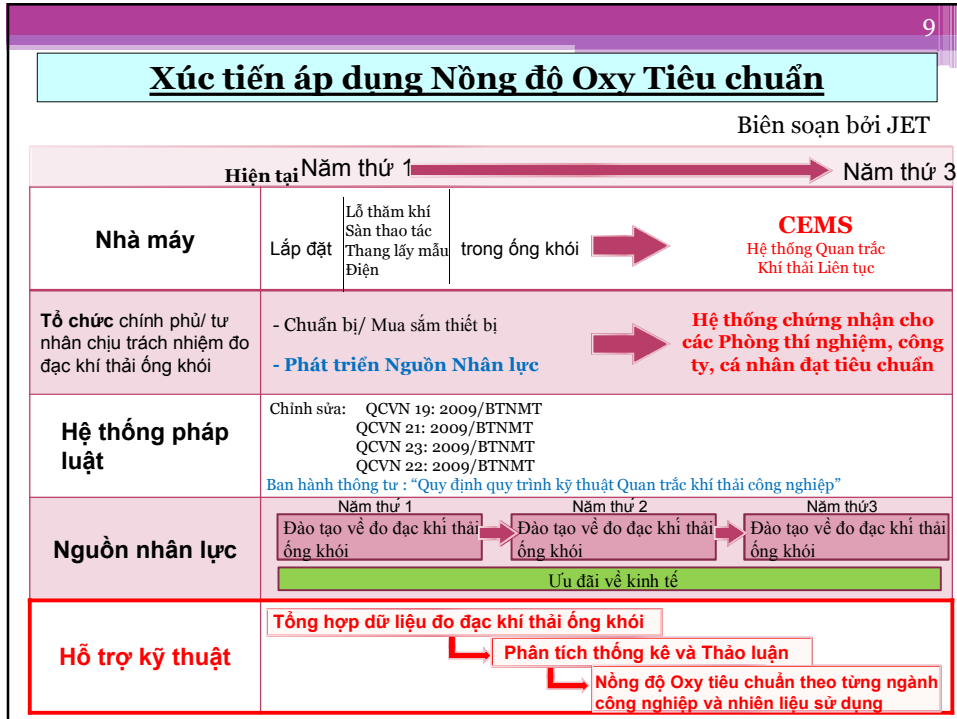 9
Xúc tiến áp dụng Nồng độ Oxy Tiêu chuẩn
Biên soạn bởi JET
Hiện tại Năm thứ 1 Năm thứ 3
Nhà máy
Lắp đặt
Lỗ thăm khí
Sàn thao tác
Thang lấy mẫu
Điện
trong ống khói
CEMS
Hệ thống Quan trắc
Khí thải Liên tục
Tổ chức chính phủ/ tư
nhân chịu trách nhiệm đo
đạc khí thải ống khói
- Chuẩn bị/ Mua sắm thiết bị
- Phát triển Nguồn Nhân lực
Hệ thống chứng nhận cho
các Phòng thí nghiệm, công
ty, cá nhân đạt tiêu chuẩn
Hệ thống pháp
luật
Chỉnh sửa: QCVN 19: 2009/BTNMT
QCVN 21: 2009/BTNMT
QCVN 23: 2009/BTNMT
QCVN 22: 2009/BTNMT
Ban hành thông tư : “Quy định quy trình kỹ thuật Quan trắc khí thải công nghiệp”
Nguồn nhân lực
Năm thứ 1
Đào tạo về đo đạc khí thải
ống khói
Năm thứ 2
Đào tạo về đo đạc khí thải
ống khói
Năm thứ3
Đào tạo về đo đạc khí thải
ống khói
Ưu đãi về kinh tế
Hỗ trợ kỹ thuật
Tổng hợp dữ liệu đo đạc khí thải ống khói
Phân tích thống kê và Thảo luận
Nồng độ Oxy tiêu chuẩn theo từng ngành
công nghiệp và nhiên liệu sử dụng